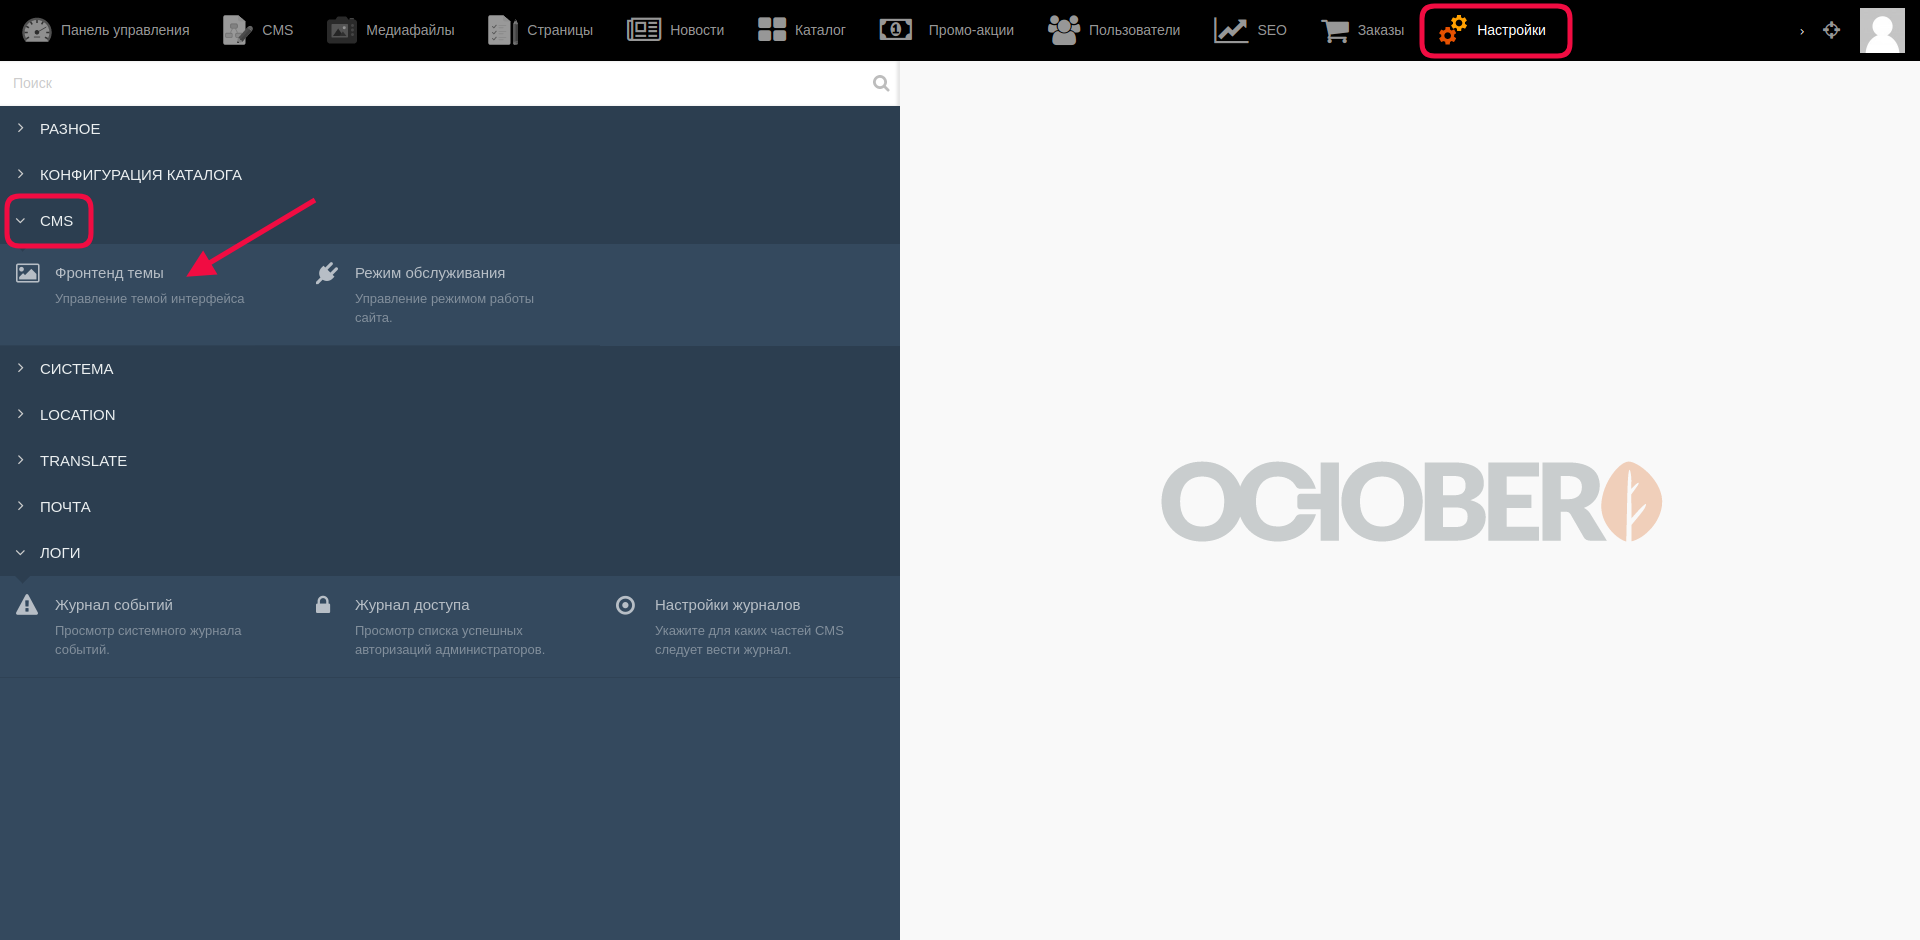 Панель управления CMS Медиафайлы Страницы Новости Каталог Промо-акции Пользователи SEO Заказы Настройки
Поиск
РАЗНОЕ
КОНФИГУРАЦИЯ КАТАЛОГА
CMS
Фронтенд темы
Управление темой интерфейса
Режим обслуживания
Управление режимом работы
сайта.
СИСТЕМА
LOCATION
TRANSLATE
ПОЧТА
ЛОГИ
Журнал событий
Просмотр системного журнала
событий.
Журнал доступа
Просмотр списка успешных
авторизаций администраторов.
Настройки журналов
Укажите для каких частей CMS
следует вести журнал.
OCTOBER